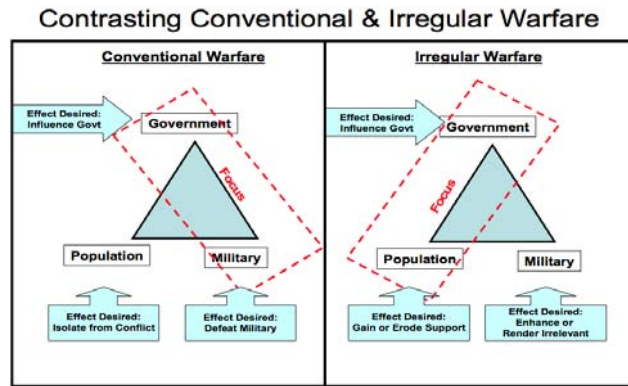 Contrasting Conventional & Irregular Warfare
Conventional Warfare
Effect Desired:
Influence Govt
Government
Focus
Population
Military
Effect Desired:
Isolate from Conflict
Effect Desired:
Defeat Military
Irregular Warfare
Effect Desired:
Influence Govt
Government
Focus
Population
Military
Effect Desired:
Gain or Erode Support
Effect Desired:
Enhance or
Render Irrelevant